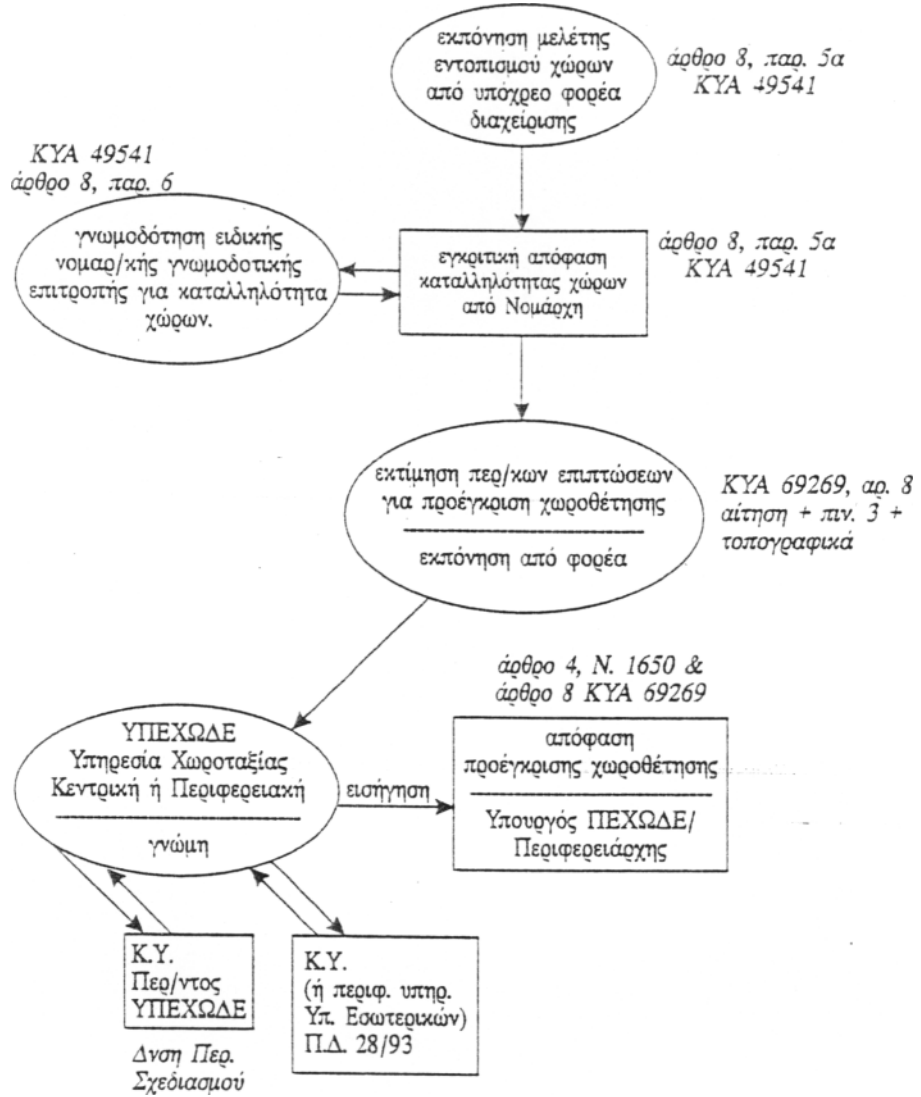 εκπόνηση μελέτης
εντοπισμού χώρων
από υπόχρεο φορέα
διαχείρισης
άρθρο 8, παρ. 5α
ΚΥΑ 49541
ΚΥΑ 49541
άρθρο 8, παρ. 6
γνωμοδότηση ειδικής
νομαρ/κής γνωμοδοτικής
επιτροπής για καταλληλότητα
χώρων.
εγκριτική απόφαση
καταλληλότητας χώρων
από Νομάρχη
άρθρο 8, παρ. 5α
ΚΥΑ 49541
εκτίμηση περ/κων επιπτώσεων
για προέγκριση χωροθέτησης
εκπόνηση από φορέα
ΚΥΑ 69269, αρ. 8
αίτηση + πιν. 3 +
τοπογραφικά
ΥΠΕΧΩΔΕ
Υπηρεσία Χωροταξίας
Κεντρική ή Περιφερειακή
γνώμη
εισήγηση
άρθρο 4, Ν. 1650 &
άρθρο 8 ΚΥΑ 69269
απόφαση
προέγκρισης χωροθέτησης
Υπουργός ΠΕΧΩΔΕ/
Περιφερειάρχης
Κ.Υ.
Περ/ντος
ΥΠΕΧΩΔΕ
Δνση Περ.
Σχεδιασμού
Κ.Υ.
(ή περιφ. υπηρ.
Υπ. Εσωτερικών)
Π.Δ. 28/93